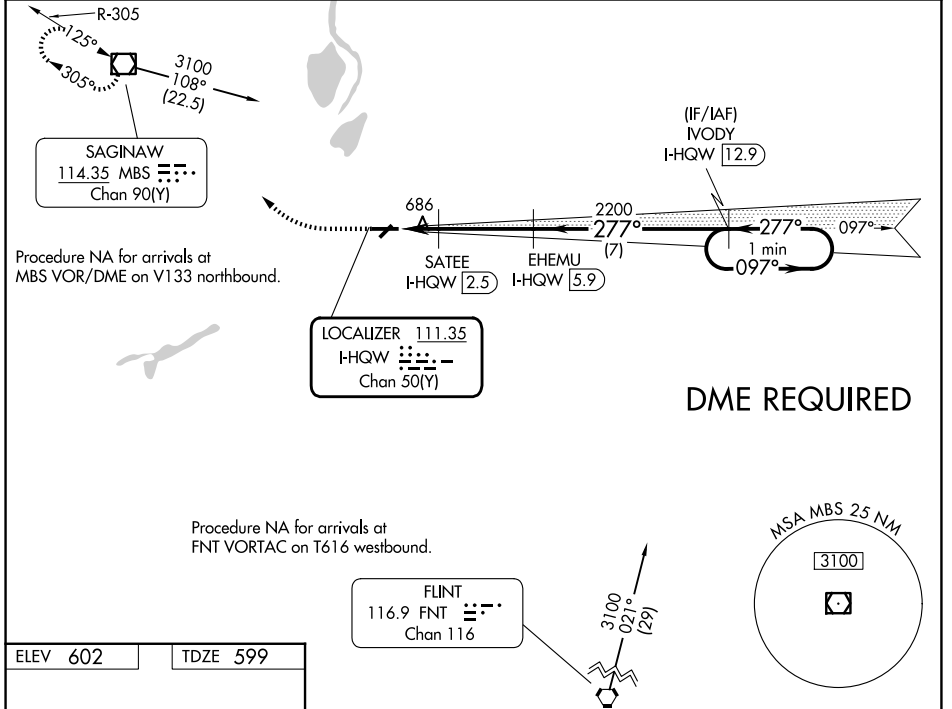 R-305
125°
305°
3100
108°
(22.5)
SAGINAW
114.35 MBS
Chan 90(Y)
Procedure NA for arrivals at
MBS VOR/DME on V133 northbound.
(IF/IAF)
IVODY
I-HQW 12.9
686
2200
277°
(7)
277°
097°
1 min
097°
SATEE
I-HQW 2.5
EHEMU
I-HQW 5.9
LOCALIZER 111.35
I-HQW
Chan 50(Y)
DME REQUIRED
Procedure NA for arrivals at
FNT VORTAC on T616 westbound.
FLINT
116.9 FNT
Chan 116
3100
021°
(29)
MSA MBS 25 NM
3100
ELEV 602
TDZE 599